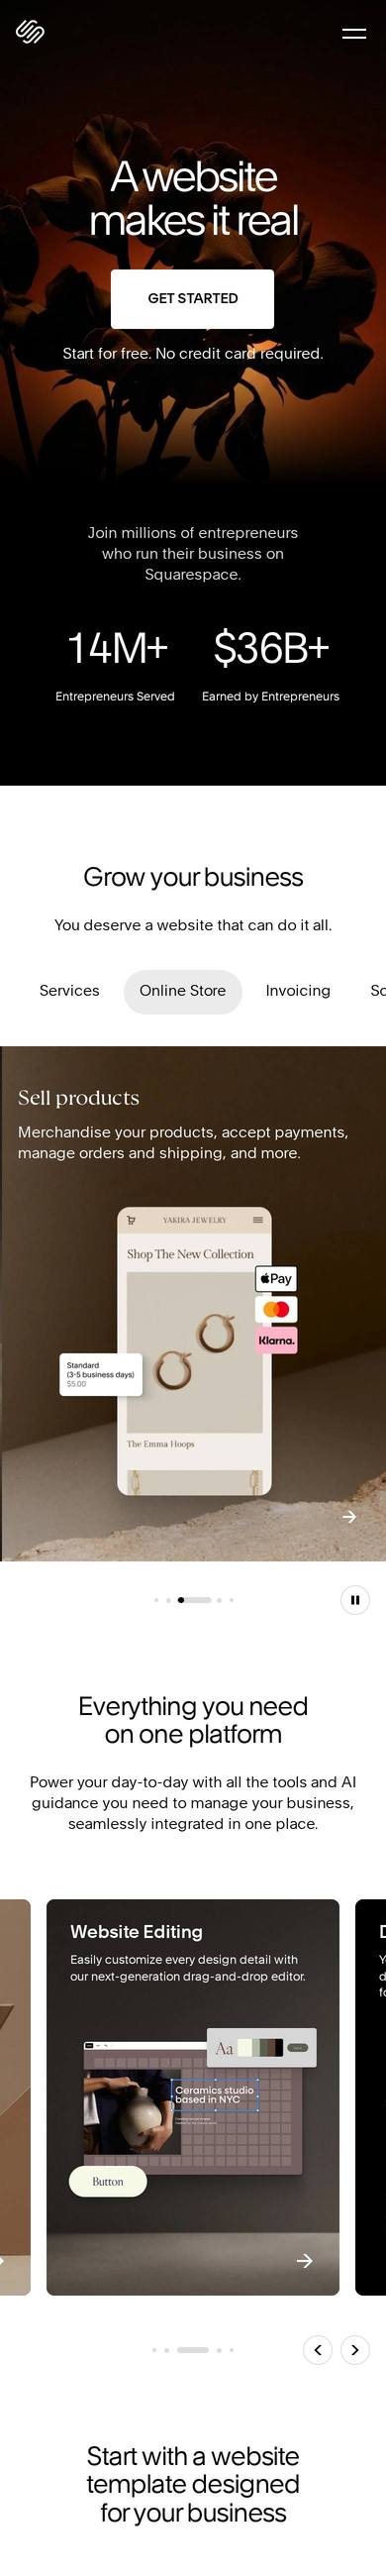 A website
makes it real
GET STARTED
Start for free. No credit card required.
Join millions of entrepreneurs
who run their business on
Squarespace.
14M+ $36B+
Entrepreneurs Served Earned by Entrepreneurs
Grow your business
You deserve a website that can do it all.
Services Online Store Invoicing Sc
Sell products
Merchandise your products, accept payments,
manage orders and shipping, and more.
YAKIRA JEWELRY
Shop The New Collection
Pay
Klarna.
Standard
(3-5 business days)
$5.00
The Emma Hoops
Everything you need
on one platform
Power your day-to-day with all the tools and AI
guidance you need to manage your business,
seamlessly integrated in one place.
Website Editing
Easily customize every design detail with
our next-generation drag-and-drop editor.
Aa
Ceramics studio
based in NYC
Button
Start with a website
template designed
for your business